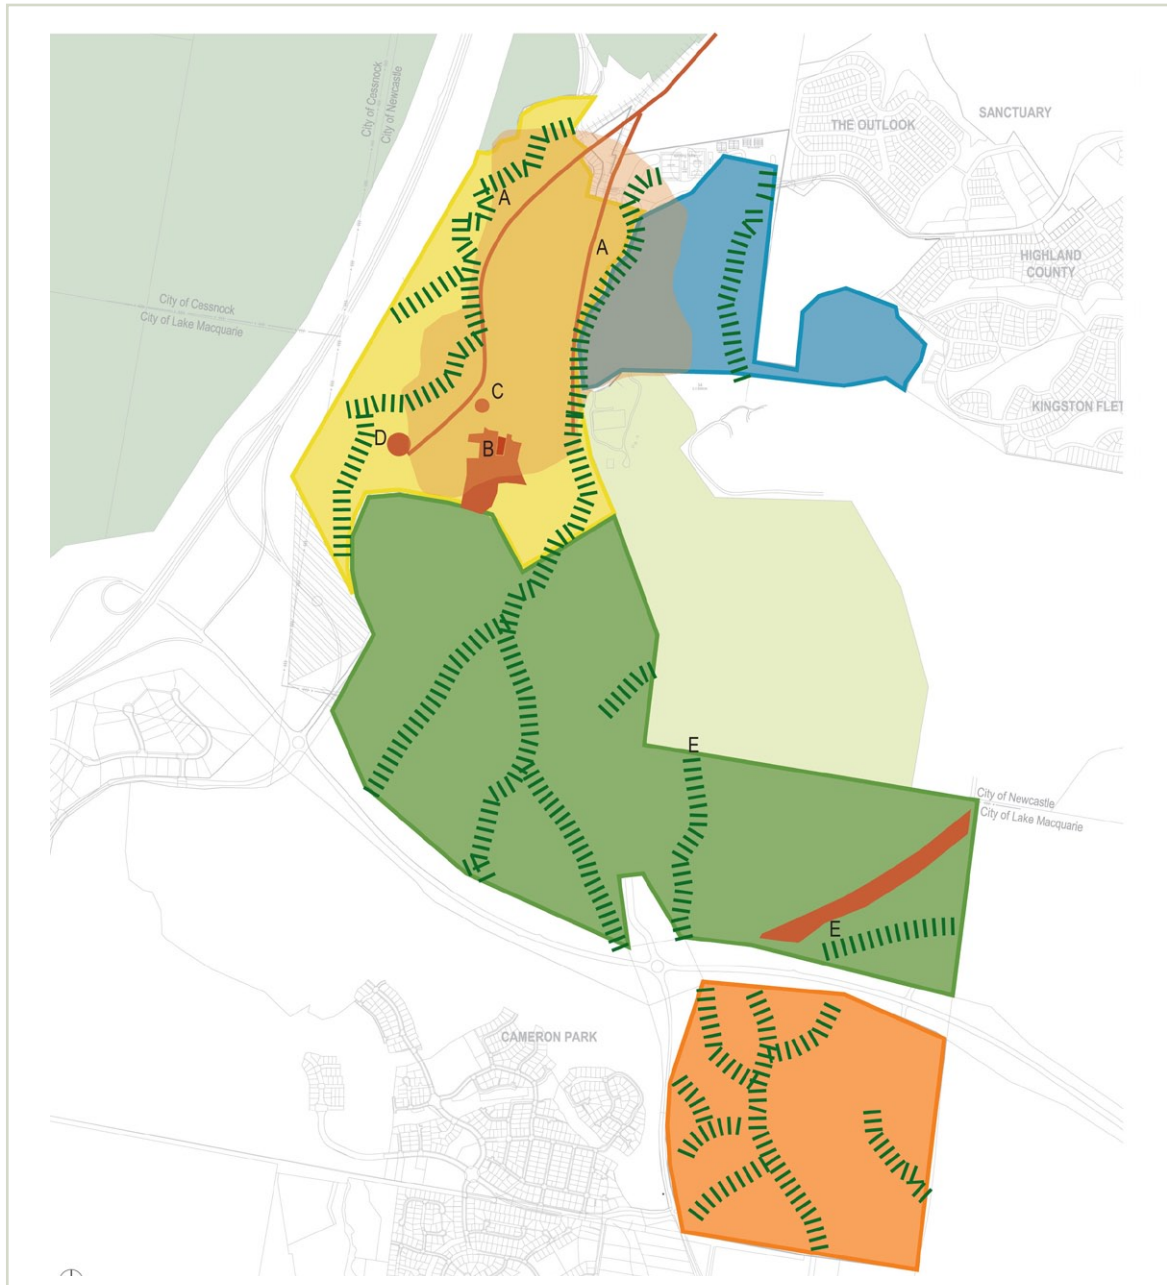 City of Cessnock
City of Newcastle
SANCTUARY
THE OUTLOOK
A
A
HIGHLAND
COUNTY
City of Cessnock
City of Lake Macquarie
C
KINGSTON FLET
D
B
E
City of Newcastle
City of Lake Macquarie
E
CAMERON PARK